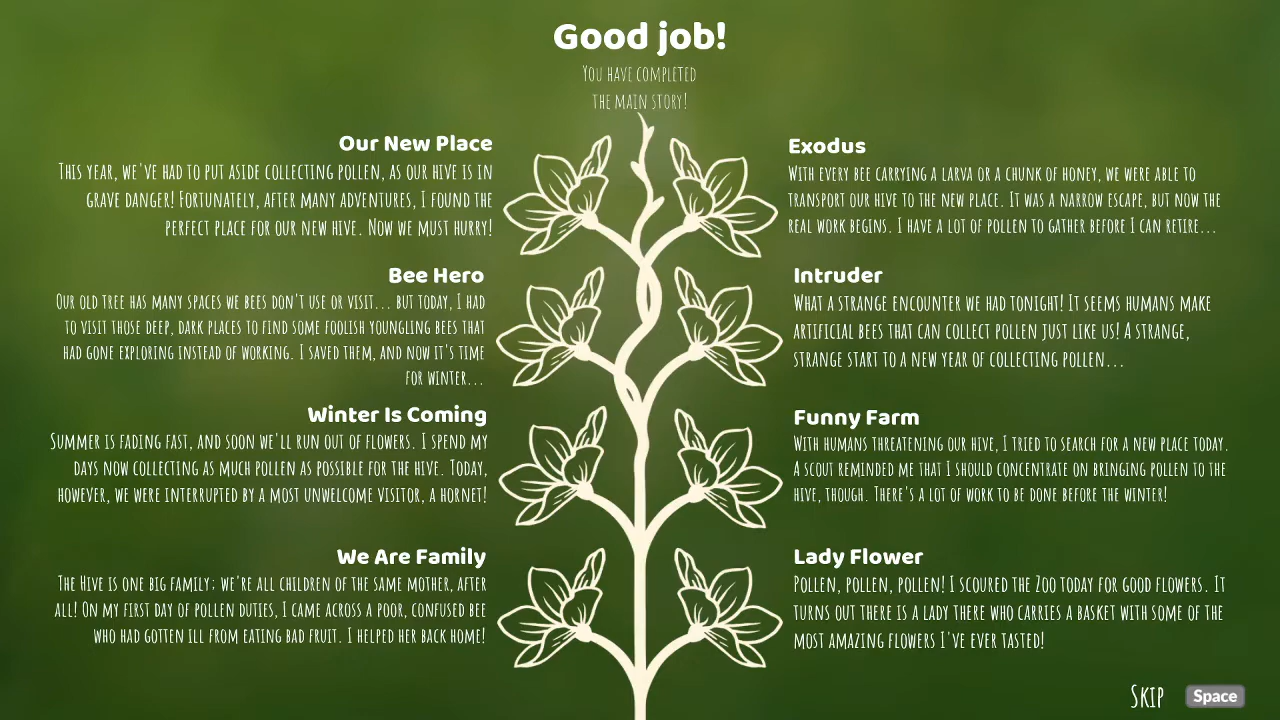 Good job!
You have completed
the main story!
Our New Place
This year, we've had to put aside collecting pollen, as our hive is in
grave danger! Fortunately, after many adventures, I found the
perfect place for our new hive. Now we must hurry!
Exodus
With every bee carrying a larva or a chunk of honey, we were able to
transport our hive to the new place. It was a narrow escape, but now the
real work begins. I have a lot of pollen to gather before I can retire...
Bee Hero
Our old tree has many spaces we bees don't use or visit... but today, I had
to visit those deep, dark places to find some foolish youngling bees that
had gone exploring instead of working. I saved them, and now it's time
for winter...
Intruder
What a strange encounter we had tonight! It seems humans make
artificial bees that can collect pollen just like us! A strange,
strange start to a new year of collecting pollen...
Winter Is Coming
Summer is fading fast, and soon we'll run out of flowers. I spend my
days now collecting as much pollen as possible for the hive. Today,
however, we were interrupted by a most unwelcome visitor, a hornet!
Funny Farm
With humans threatening our hive, I tried to search for a new place today.
A scout reminded me that I should concentrate on bringing pollen to the
hive, though. There's a lot of work to be done before the winter!
We Are Family
The Hive is one big family; we're all children of the same mother, after
all! On my first day of pollen duties, I came across a poor, confused bee
who had gotten ill from eating bad fruit. I helped her back home!
Lady Flower
Pollen, pollen, pollen! I scoured the Zoo today for good flowers. It
turns out there is a lady there who carries a basket with some of the
most amazing flowers I've ever tasted!
Skip Space